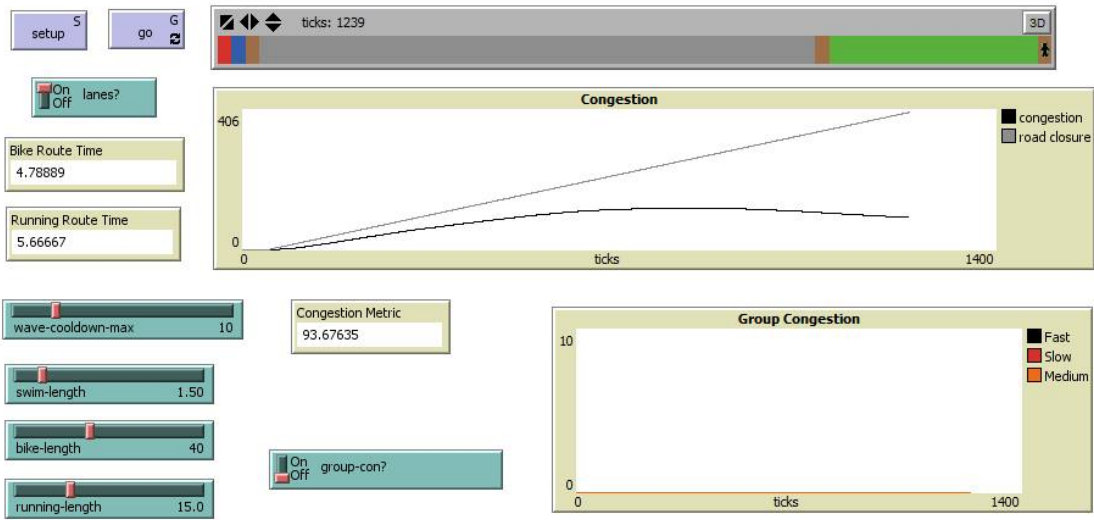 S
setup
G
go
ticks: 1239
3D
On
Off
lanes?
Congestion
406
0
0
ticks
1400
congestion
road closure
Bike Route Time
4.78889
Running Route Time
5.66667
wave-cooldown-max 10
swim-length 1.50
bike-length 40
running-length 15.0
Congestion Metric
93.67635
On
Off
group-con?
Group Congestion
10
0
0
ticks
1400
Fast
Slow
Medium